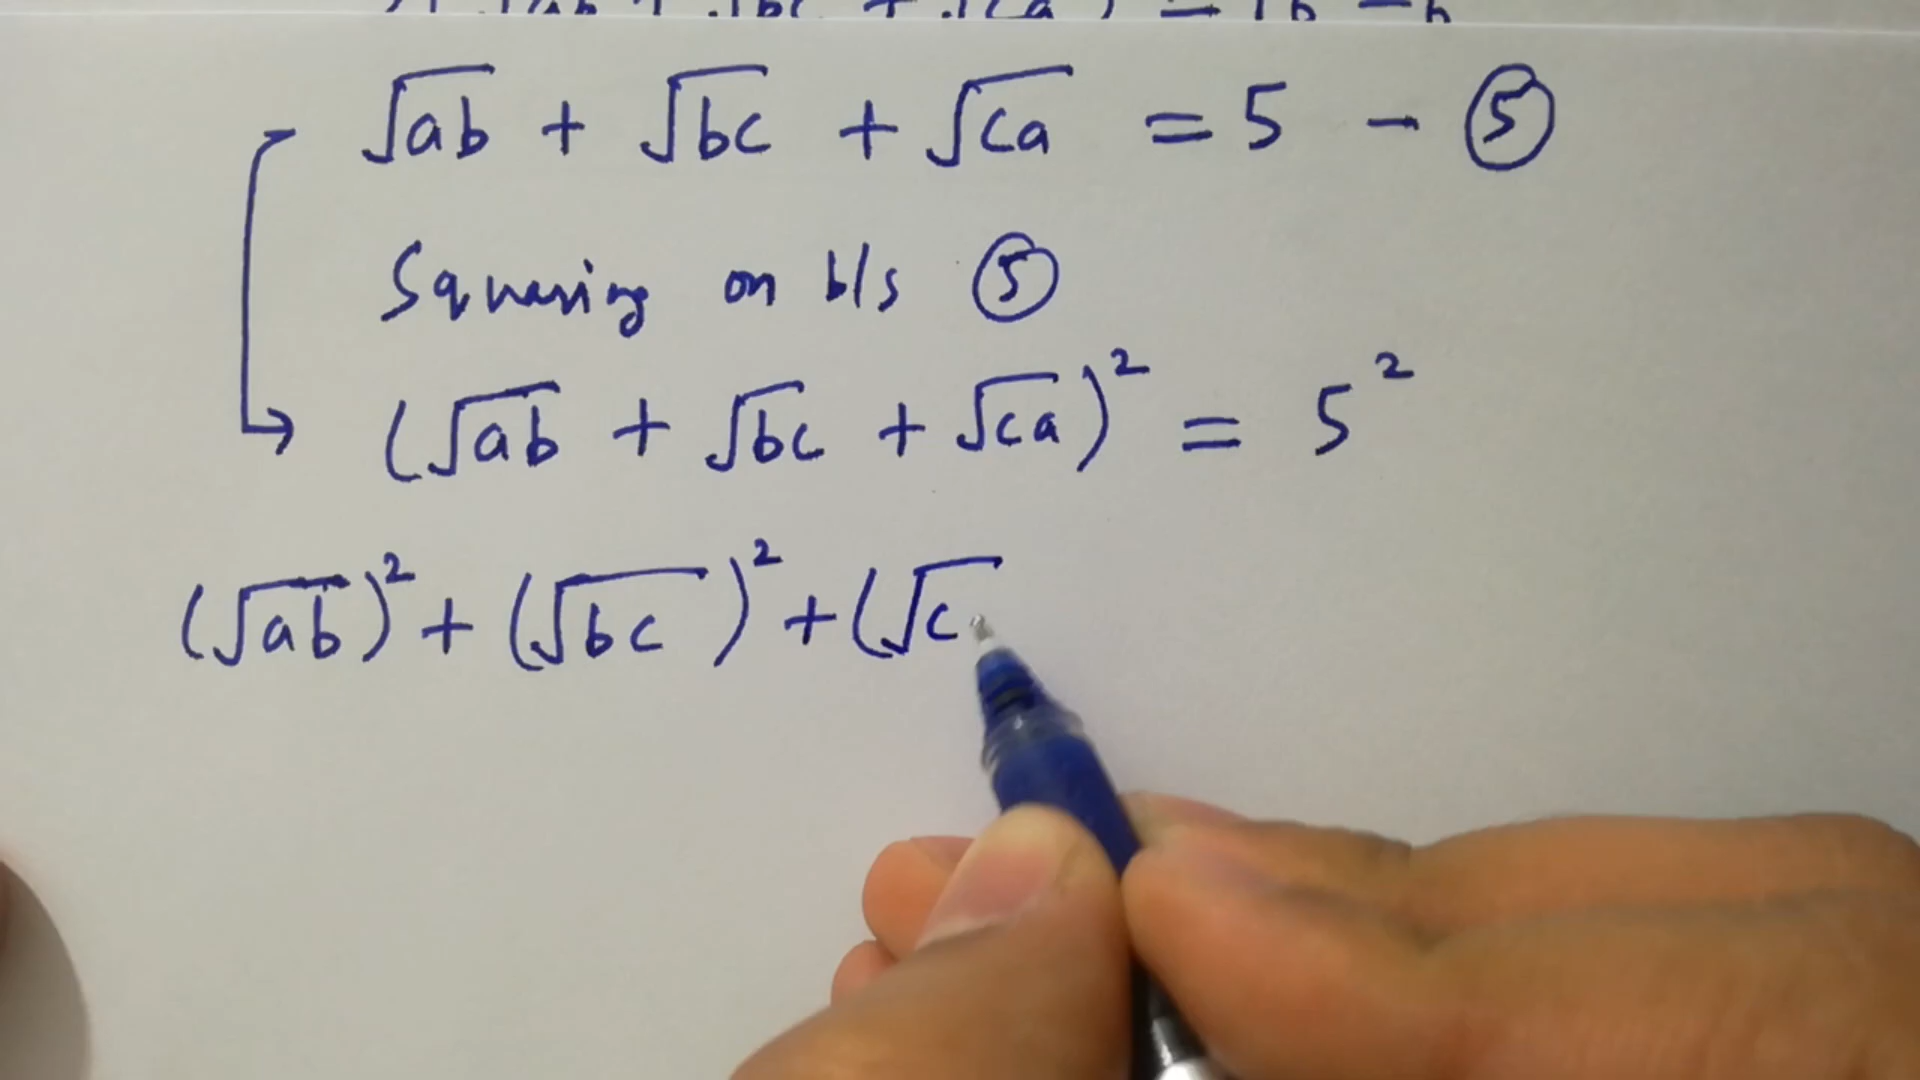 √ab + √bc + √ca = 5 - ⑤
Squaring on b/s ⑤
(√ab + √bc + √ca)² = 5²
(√ab)² + (√bc)² + (√c